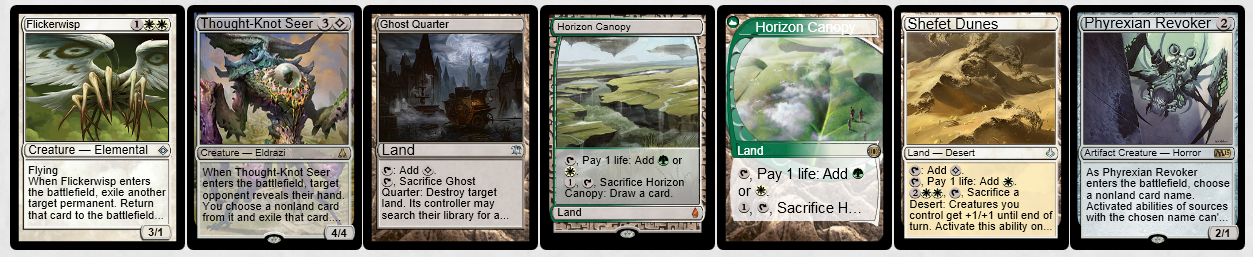 Flickerwisp 1
Creature — Elemental
Flying
When Flickerwisp enters
the battlefield, exile another
target permanent. Return
that card to the battlefield...
3/1
Thought-Knot Seer 3
Creature — Eldrazi
When Thought-Knot Seer
enters the battlefield, target
opponent reveals their hand.
You choose a nonland card
from it and exile that card....
4/4
Ghost Quarter
Land
: Add .
, Sacrifice Ghost
Quarter: Destroy target
land. Its controller may
search their library for a...
Horizon Canopy
, Pay 1 life: Add or
.
1, , Sacrifice Horizon
Canopy: Draw a card.
Land
Horizon Canopy
Land
, Pay 1 life: Add
or .
1, , Sacrifice H...
Shefet Dunes
Land — Desert
: Add .
, Pay 1 life: Add .
2 , , Sacrifice a
Desert: Creatures you
control get +1/+1 until end of
turn. Activate this ability on...
Phyrexian Revoker 2
Artifact Creature — Horror
M15
As Phyrexian Revoker
enters the battlefield, choose
a nonland card name.
Activated abilities of sources
with the chosen name can'...
2/1